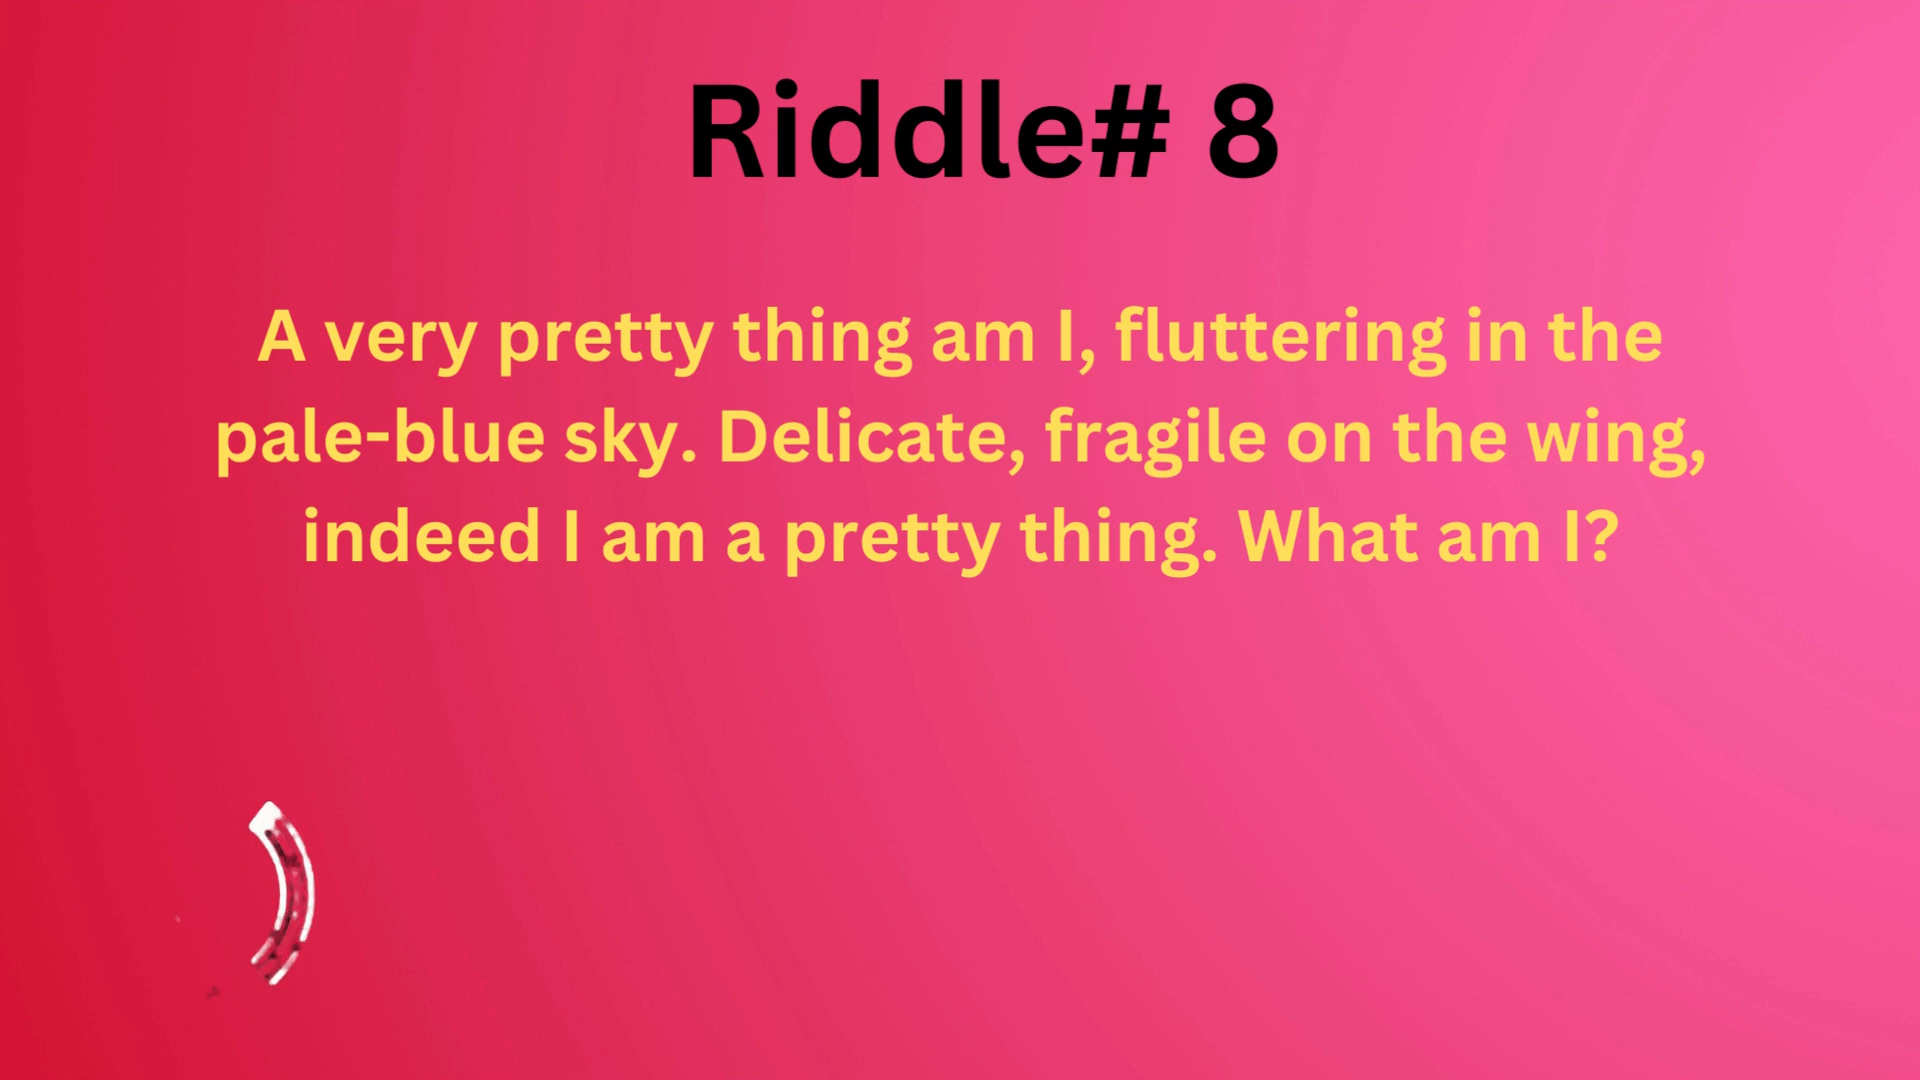 Riddle# 8
A very pretty thing am I, fluttering in the
pale-blue sky. Delicate, fragile on the wing,
indeed I am a pretty thing. What am I?